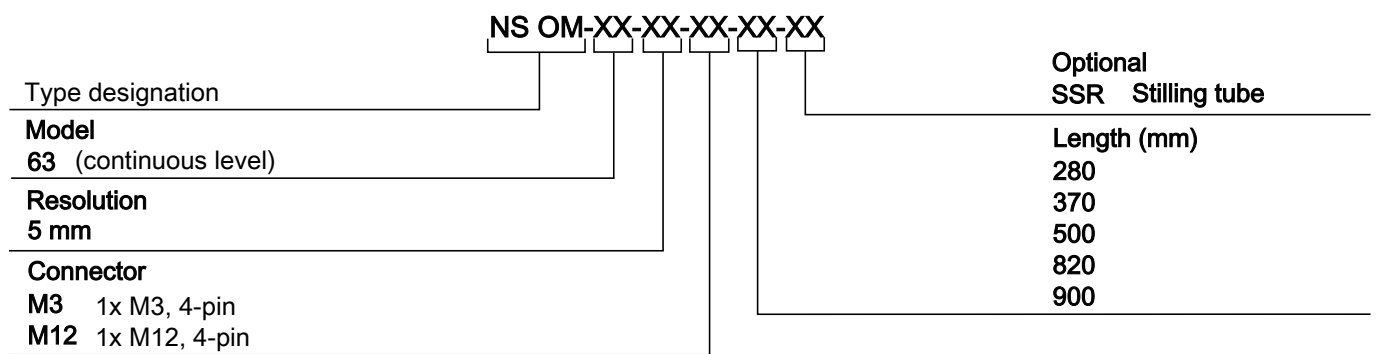 NS OM-XX-XX-XX-XX-XX
Type designation
Model
63 (continuous level)
Resolution
5 mm
Connector
M3 1x M3, 4-pin
M12 1x M12, 4-pin
Optional
SSR Stilling tube
Length (mm)
280
370
500
820
900